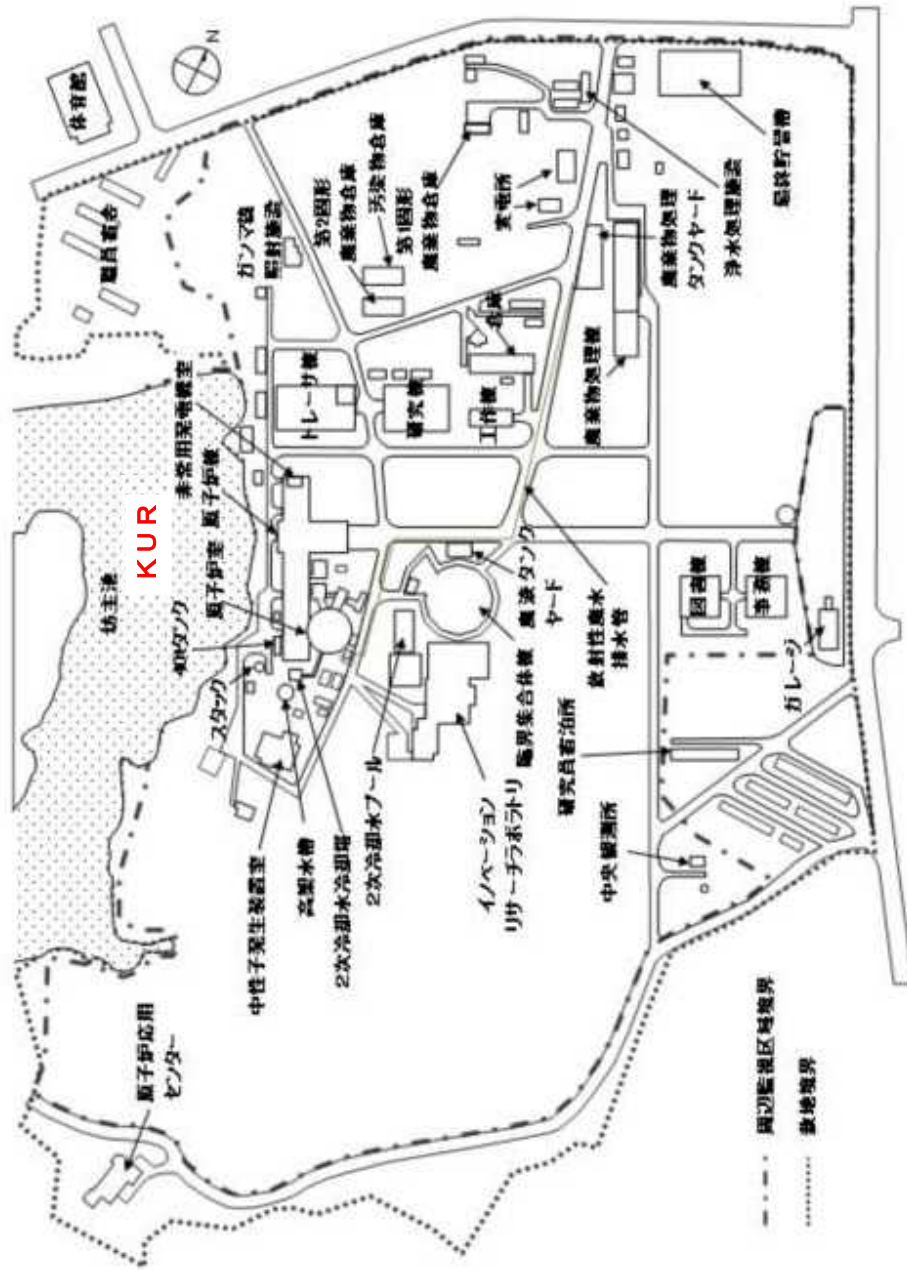 体育館
N
職員宿舎
ガンマ線
照射施設
第2固形
廃棄物倉庫
汚染物倉庫
第1固形
廃棄物倉庫
変電所
廃棄物処理
タンクヤード
浄水処理施設
最終貯留槽
非常用発電機室
原子炉棟
原子炉室
トレーサ棟
研究棟
工作棟
倉庫
廃棄物処理棟
KUR
坊主池
スタック
中性子発生装置室
高架水槽
2次冷却水冷却塔
2次冷却水プール
イノベーション
リサーチラボラトリ
臨界集合体棟
廃液タンク
ヤード
放射性廃水
排水管
研究員宿泊所
中央観測所
図書棟
事務棟
ガレージ
原子炉応用
センター
周辺監視区域境界
敷地境界